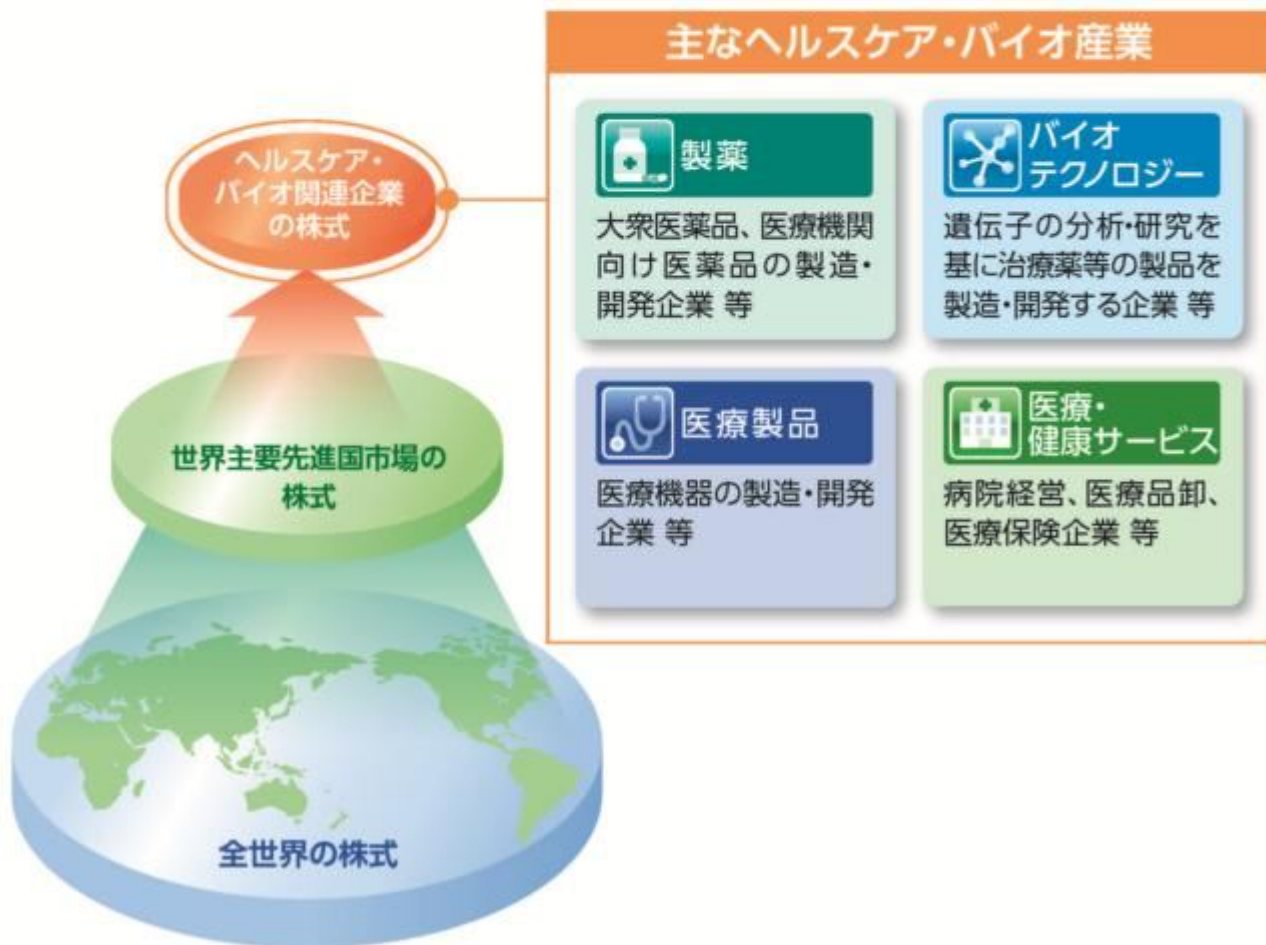 主なヘルスケア・バイオ産業
ヘルスケア・
バイオ関連企業
の株式
製薬
大衆医薬品、医療機関
向け医薬品の製造・
開発企業 等
バイオ
テクノロジー
遺伝子の分析・研究を
基に治療薬等の製品を
製造・開発する企業 等
医療製品
医療機器の製造・開発
企業 等
医療・
健康サービス
病院経営、医療品卸、
医療保険企業 等
世界主要先進国市場の
株式
全世界の株式